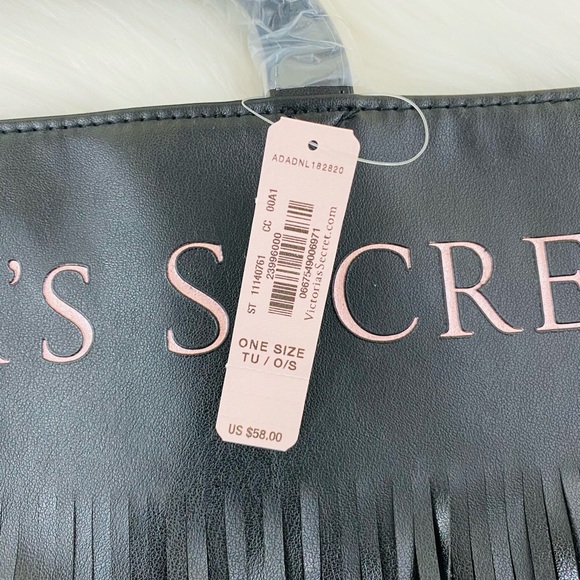 'S SECRE
ADADNL182820
ST 11140761 CC 00A1
23996000
0667549006971
VictoriasSecret.com
ONE SIZE
TU / O/S
US $58.00